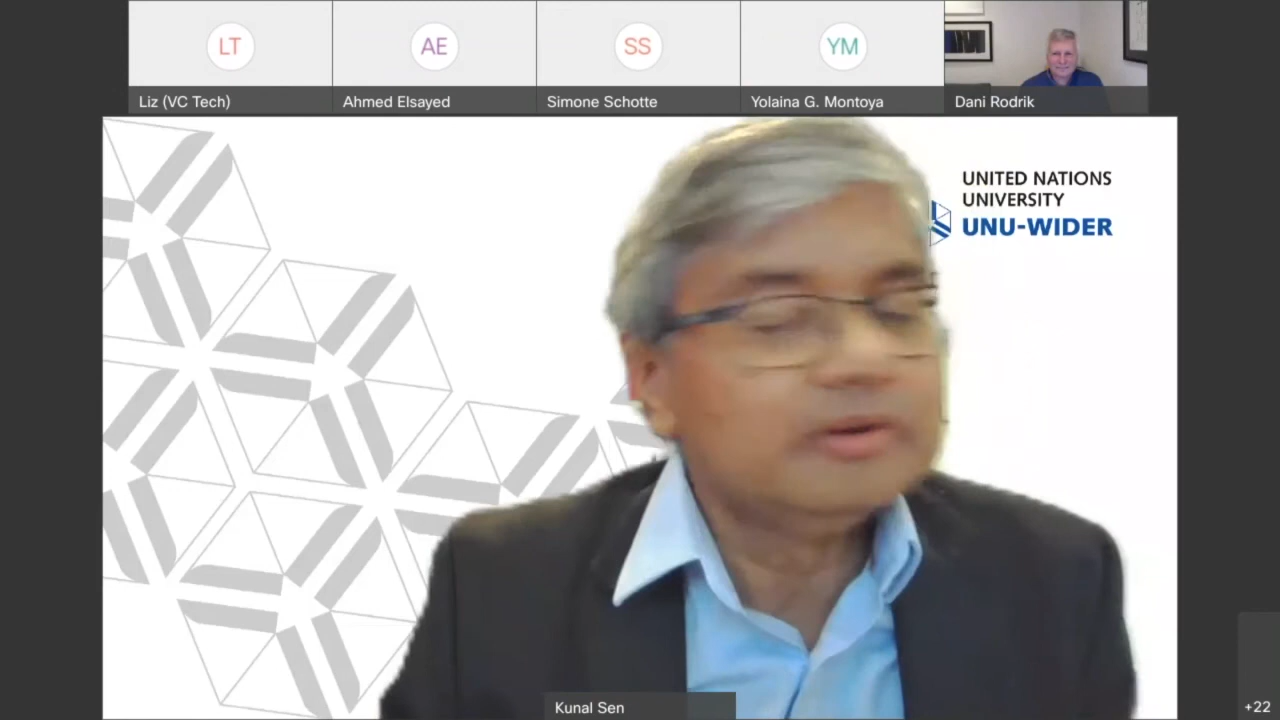 LT
AE
SS
YM
Liz (VC Tech)
Ahmed Elsayed
Simone Schotte
Yolaina G. Montoya
Dani Rodrik
UNITED NATIONS
UNIVERSITY
UNU-WIDER
Kunal Sen
+22